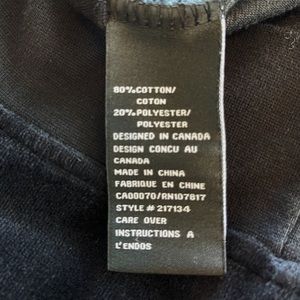 80%COTTON/
COTON
20%POLYESTER/
POLYESTER
DESIGNED IN CANADA
DESIGN CONCU AU
CANADA
MADE IN CHINA
FABRIQUE EN CHINE
CA00070/RN107817
STYLE # 217134
CARE OVER
INSTRUCTIONS A
L'ENDOS